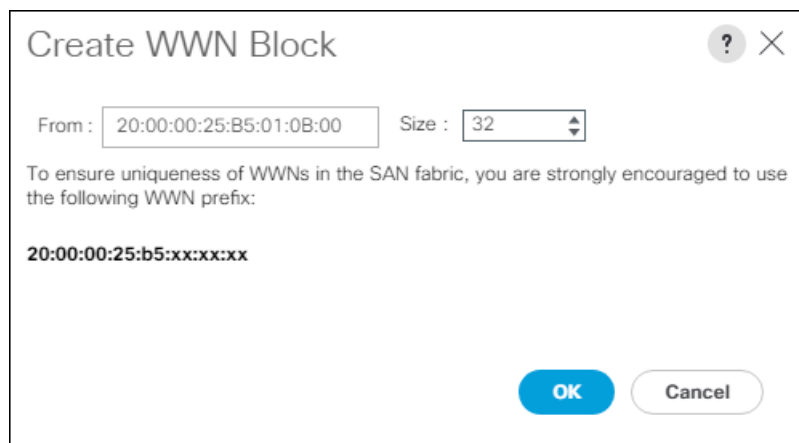 Create WWN Block
?
From : 20:00:00:25:B5:01:0B:00 Size : 32
To ensure uniqueness of WWNs in the SAN fabric, you are strongly encouraged to use
the following WWN prefix:
20:00:00:25:b5:xx:xx:xx
OK Cancel